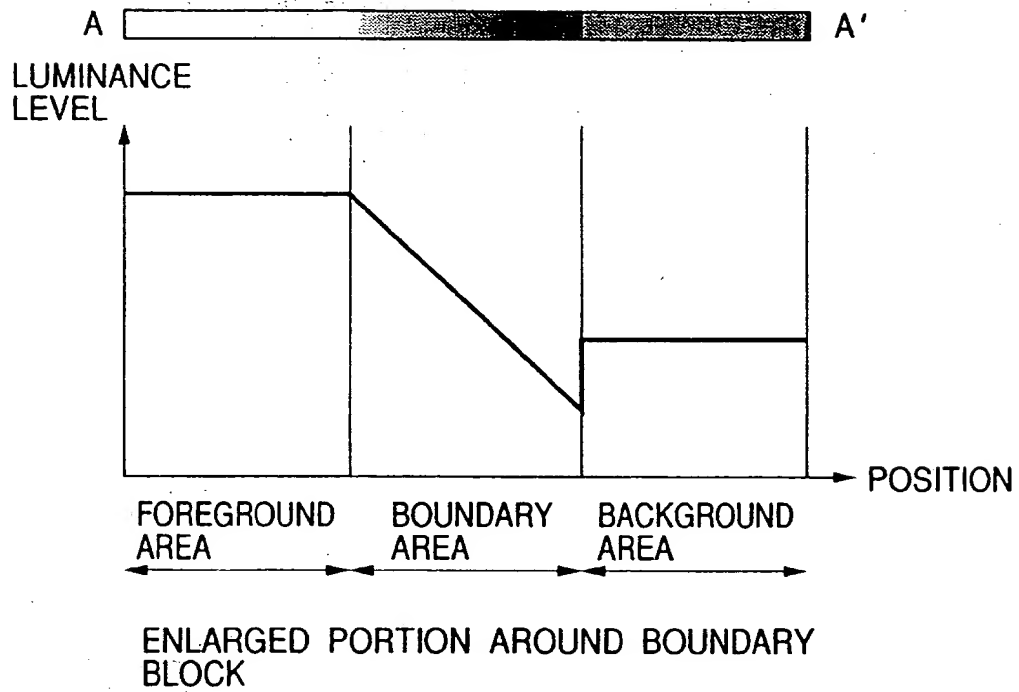 A
A'
LUMINANCE
LEVEL
POSITION
FOREGROUND
AREA
BOUNDARY
AREA
BACKGROUND
AREA
ENLARGED PORTION AROUND BOUNDARY
BLOCK